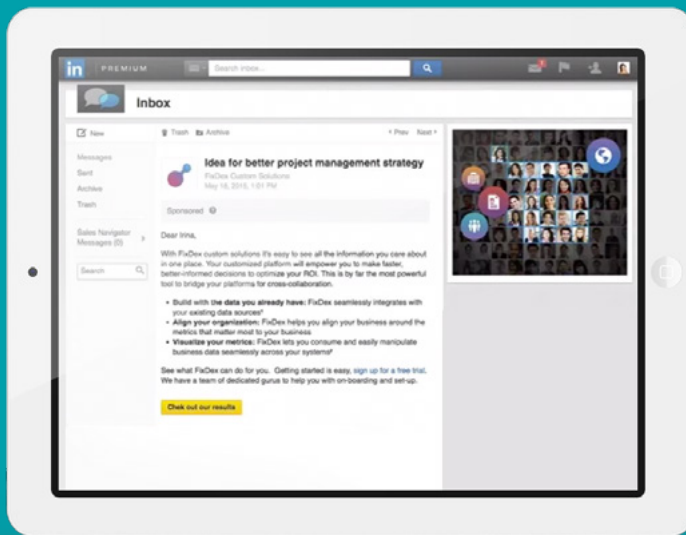 in PREMIUM Search inbox...
Inbox
New
Trash Archive Prev Next
Messages
Sent
Archive
Trash
Sales Navigator
Messages (0)
Search
Idea for better project management strategy
FixDex Custom Solutions
1:01 PM
Sponsored
Dear Irina,
With FixDex custom solutions it's easy to see all the information you care about
in one place. Your customized platform will empower you to make faster,
better-informed decisions to optimize your ROI. This is by far the most powerful
tool to bridge your platforms for cross-collaboration.
• Build with the data you already have: FixDex seamlessly integrates with
your existing data sources*
• Align your organization: FixDex helps you align your business around the
metrics that matter most to your business
• Visualize your metrics: FixDex lets you consume and easily manipulate
business data seamlessly across your systems*
See what FixDex can do for you. Getting started is easy, sign up for a free trial.
We have a team of dedicated gurus to help you with on-boarding and set-up.
Chek out our results